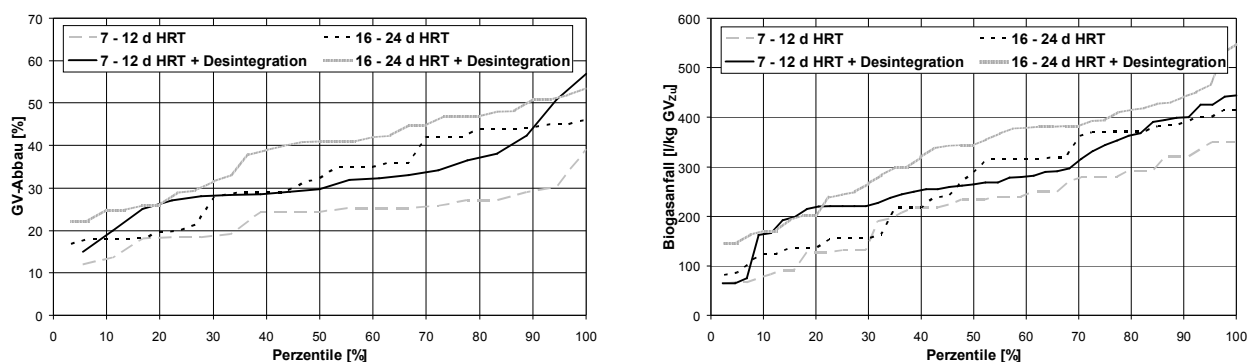 70
60
50
40
30
20
10
0
GV-Abbau [%]
7 - 12 d HRT
16 - 24 d HRT
7 - 12 d HRT + Desintegration
16 - 24 d HRT + Desintegration
0 10 20 30 40 50 60 70 80 90 100
Perzentile [%]
600
500
400
300
200
100
0
Biogasanfall [l/kg GVzu]
7 - 12 d HRT
16 - 24 d HRT
7 - 12 d HRT + Desintegration
16 - 24 d HRT + Desintegration
0 10 20 30 40 50 60 70 80 90 100
Perzentile [%]